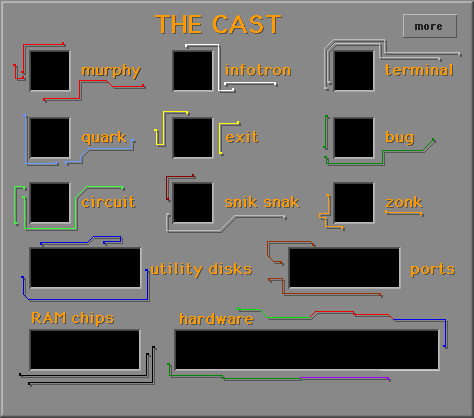 THE CAST
more
murphy
infotron
terminal
quark
exit
bug
circuit
snik snak
zonk
utility disks
ports
RAM chips
hardware